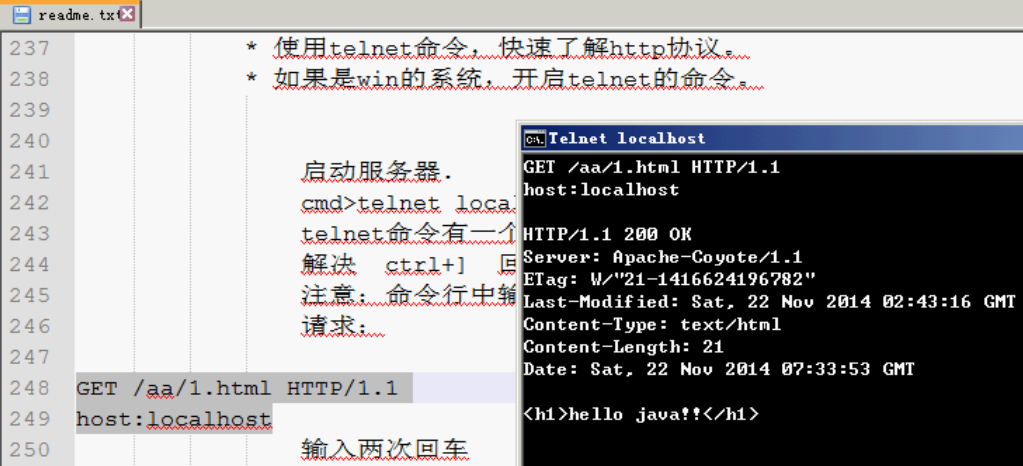 readme.txt
237 * 使用telnet命令，快速了解http协议。
238 * 如果是win的系统，开启telnet的命令。
239
240
241 启动服务器.
242 cmd>telnet local
243 telnet命令有一个
244 解决 ctrl+] 回
245 注意：命令行中输
246 请求：
247
248 GET /aa/1.html HTTP/1.1
249 host:localhost
250 输入两次回车
Telnet localhost
GET /aa/1.html HTTP/1.1
host:localhost
HTTP/1.1 200 OK
Server: Apache-Coyote/1.1
ETag: W/"21-1416624196782"
Last-Modified: Sat, 22 Nov 2014 02:43:16 GMT
Content-Type: text/html
Content-Length: 21
Date: Sat, 22 Nov 2014 07:33:53 GMT
<h1>hello java!!</h1>